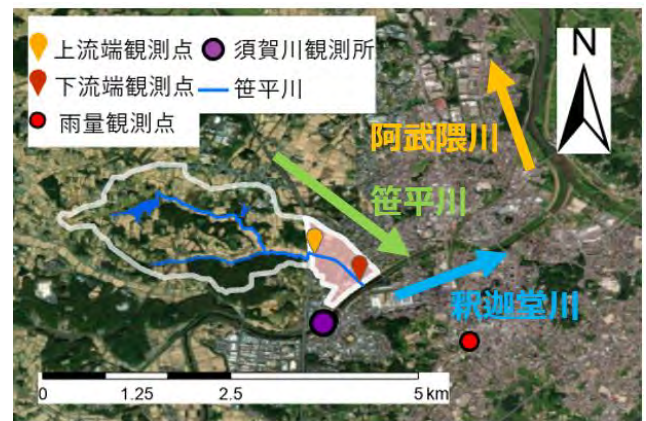 上流端観測点
須賀川観測所
下流端観測点
笹平川
雨量観測点
N
阿武隈川
笹平川
釈迦堂川
0 1.25 2.5 5 km